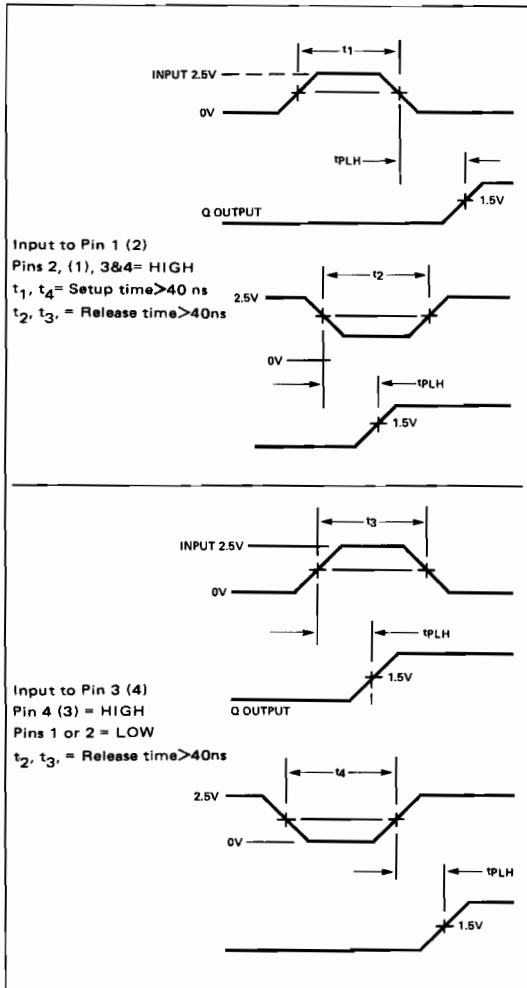 t1
INPUT 2.5V
0V
tPLH
Q OUTPUT
1.5V
Input to Pin 1 (2)
Pins 2, (1), 3&4= HIGH
t1, t4= Setup time>40 ns
t2, t3, = Release time>40ns
t2
2.5V
0V
tPLH
1.5V
t3
INPUT 2.5V
0V
tPLH
1.5V
Q OUTPUT
Input to Pin 3 (4)
Pin 4 (3) = HIGH
Pins 1 or 2 = LOW
t2, t3, = Release time>40ns
t4
2.5V
0V
tPLH
1.5V